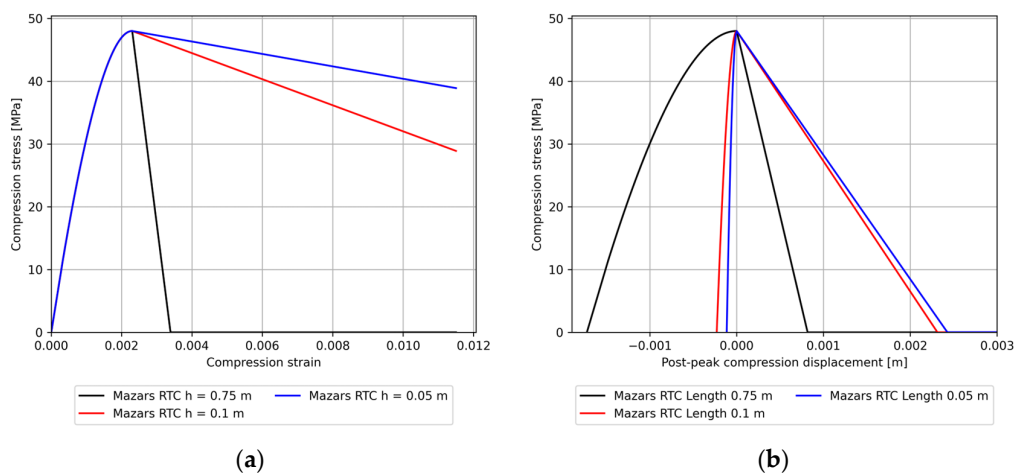 50
40
30
20
10
0
Compression stress [MPa]
0.000 0.002 0.004 0.006 0.008 0.010 0.012
Compression strain
Mazars RTC h = 0.75 m
Mazars RTC h = 0.1 m
Mazars RTC h = 0.05 m
(a)
50
40
30
20
10
0
Compression stress [MPa]
−0.001 0.000 0.001 0.002 0.003
Post-peak compression displacement [m]
Mazars RTC Length 0.75 m
Mazars RTC Length 0.1 m
Mazars RTC Length 0.05 m
(b)